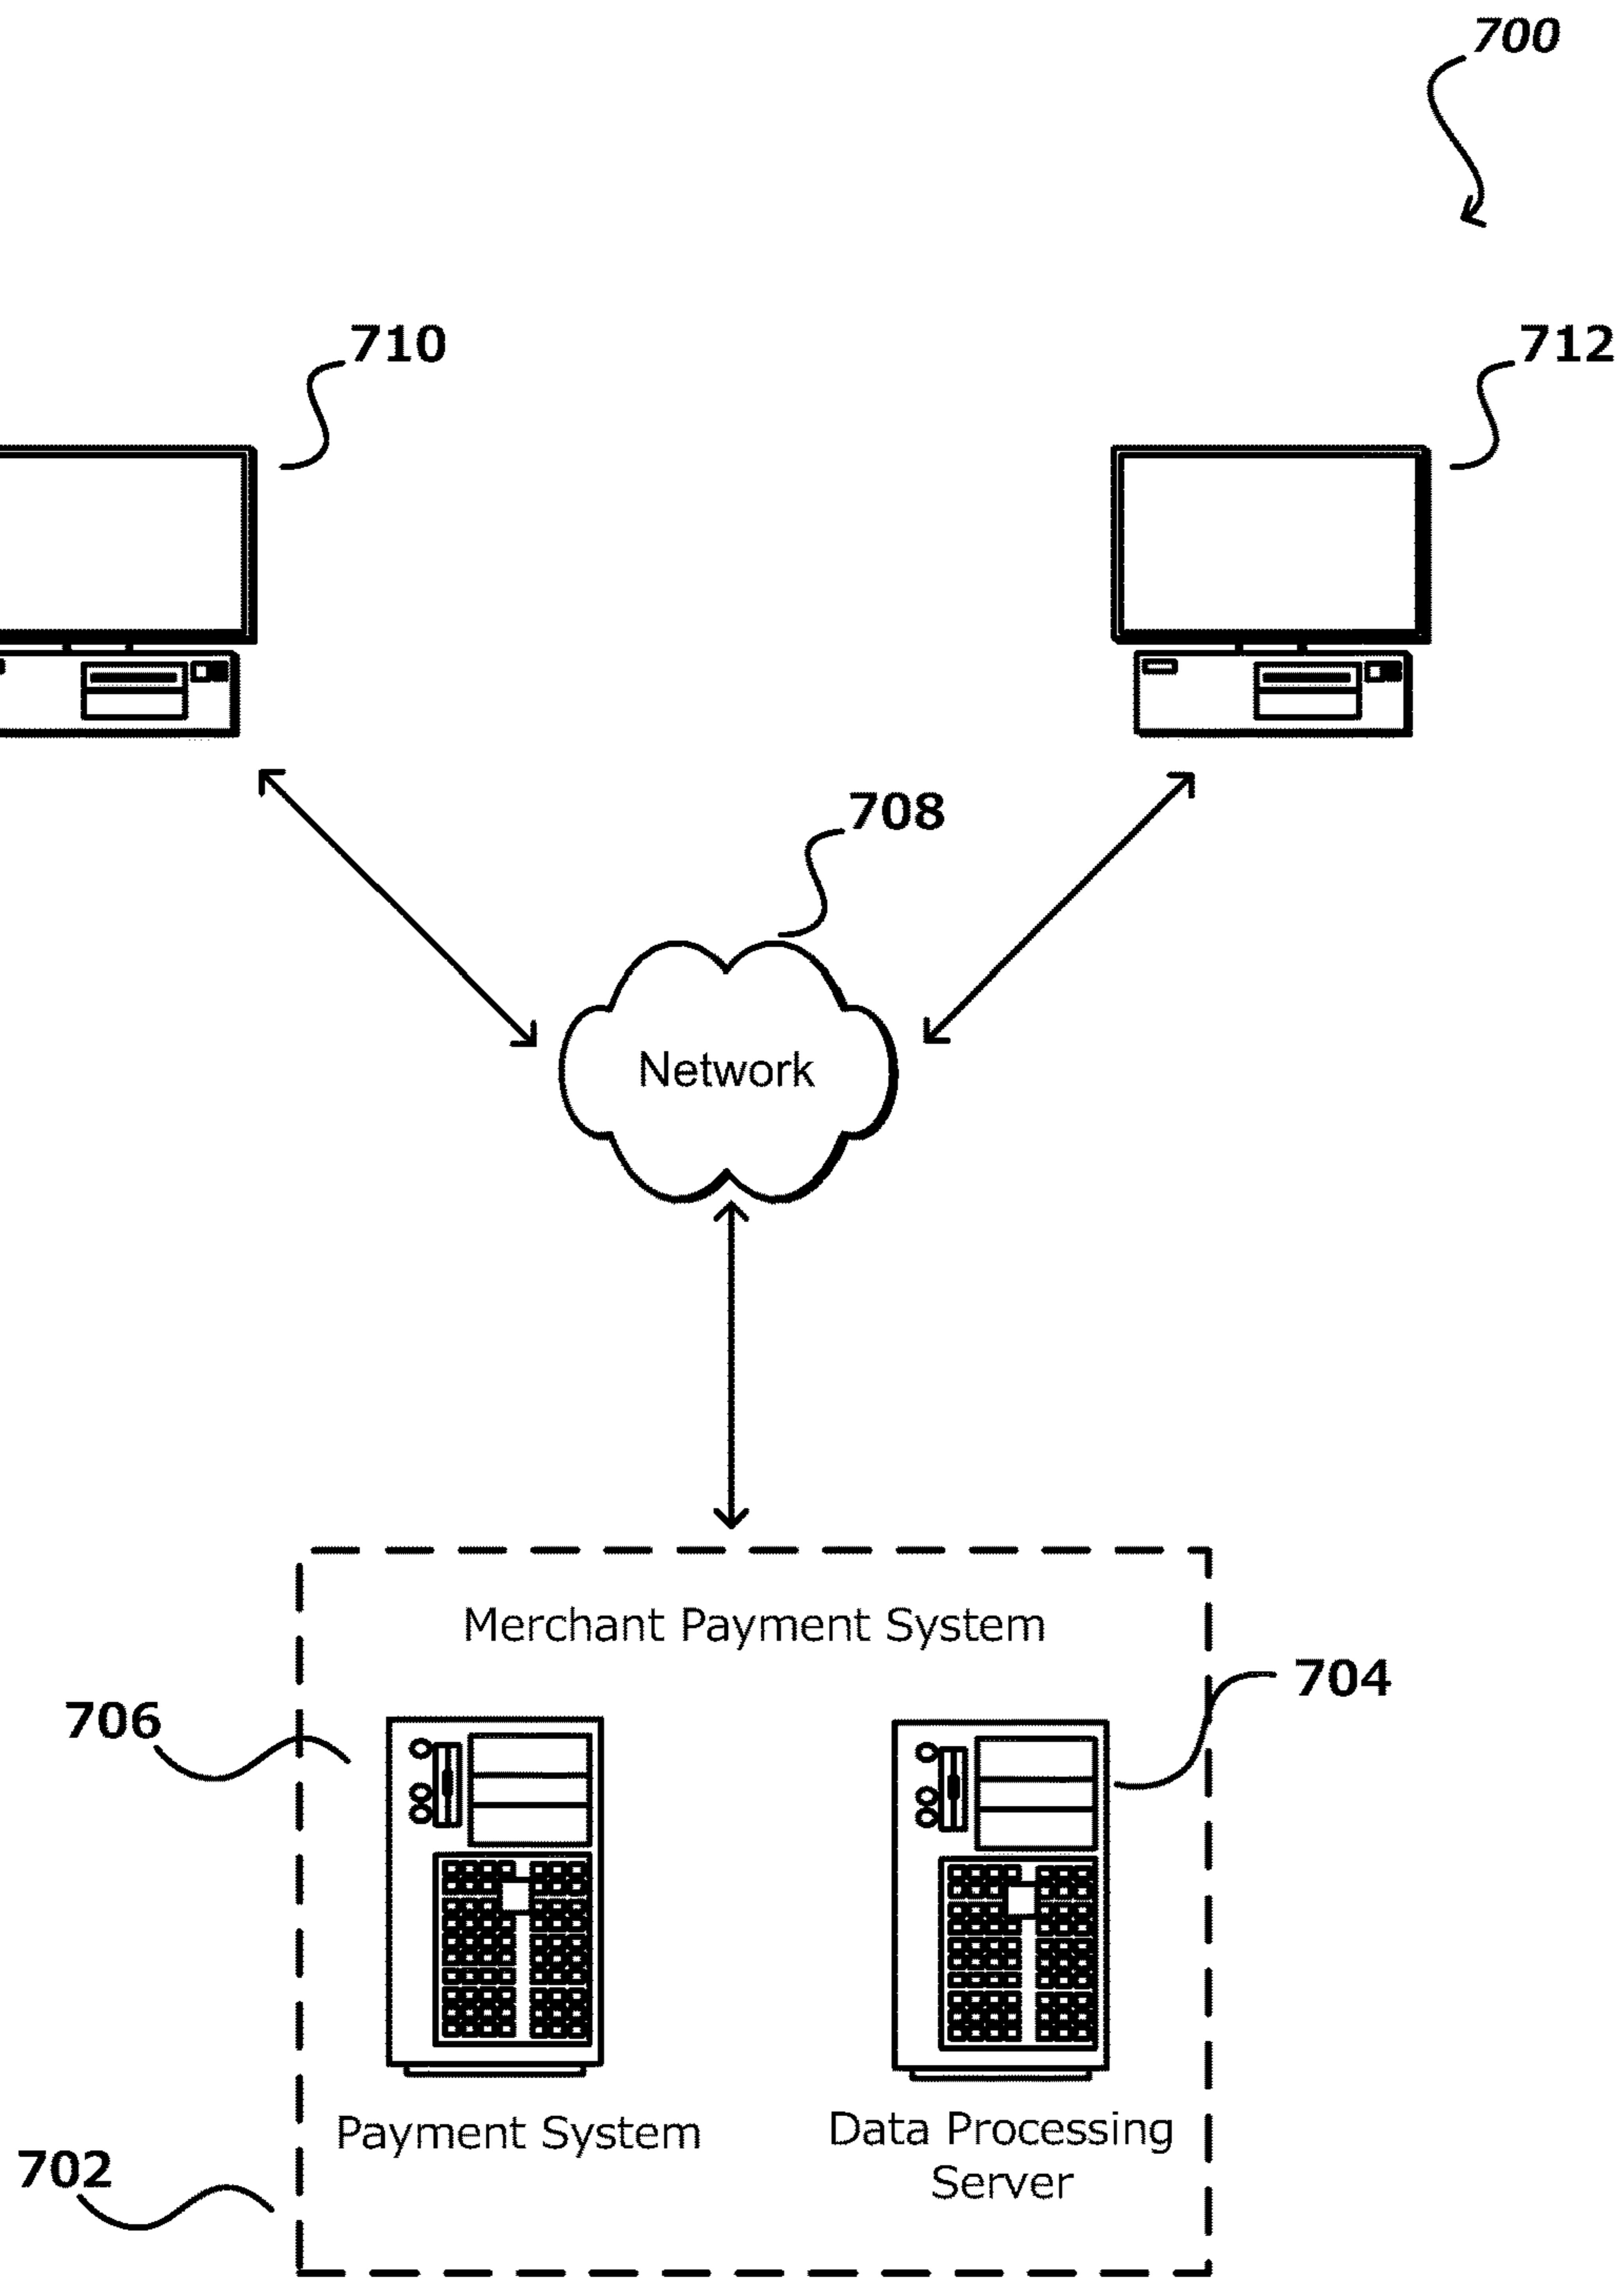 700
710
712
708
Network
Merchant Payment System
704
706
Payment System
Data Processing
Server
702